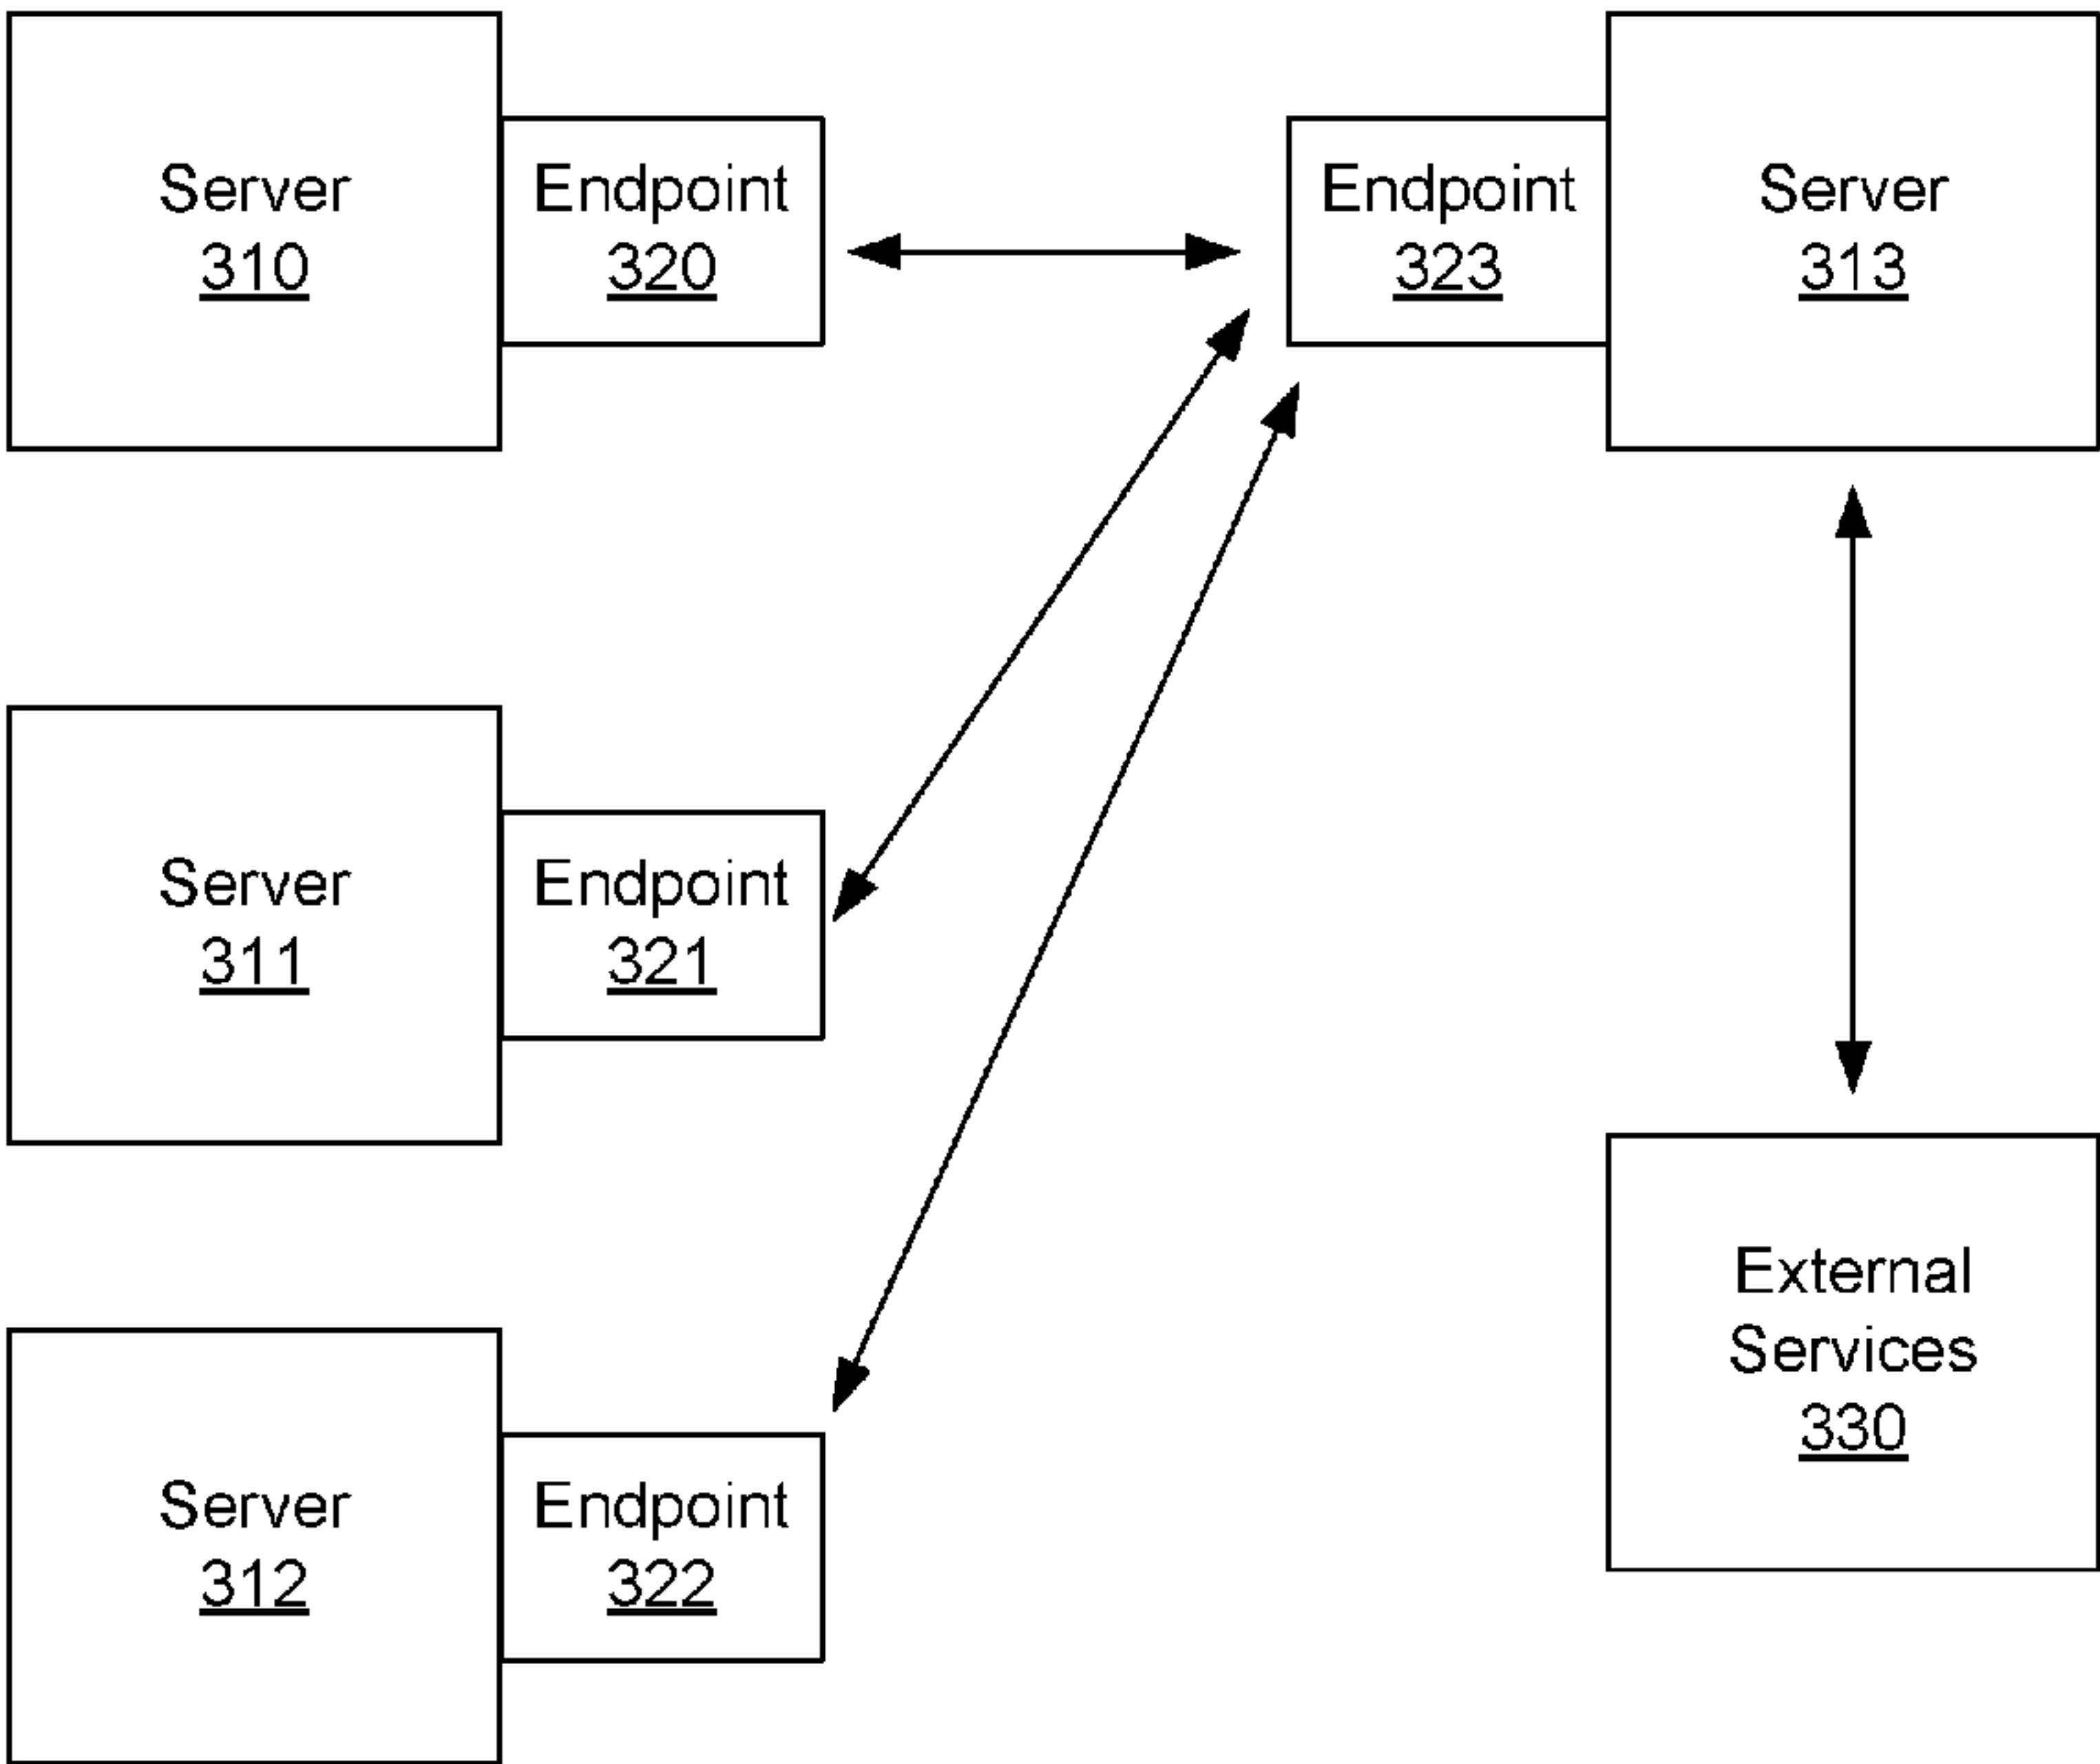 Server
310
Endpoint
320
Endpoint
323
Server
313
Server
311
Endpoint
321
External
Services
330
Server
312
Endpoint
322